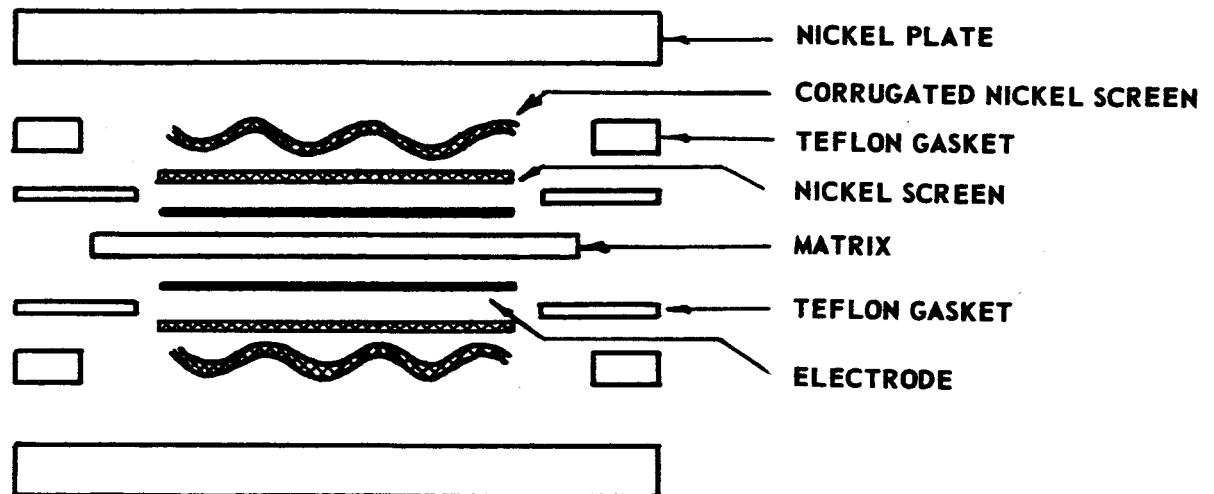 NICKEL PLATE
CORRUGATED NICKEL SCREEN
TEFLON GASKET
NICKEL SCREEN
MATRIX
TEFLON GASKET
ELECTRODE